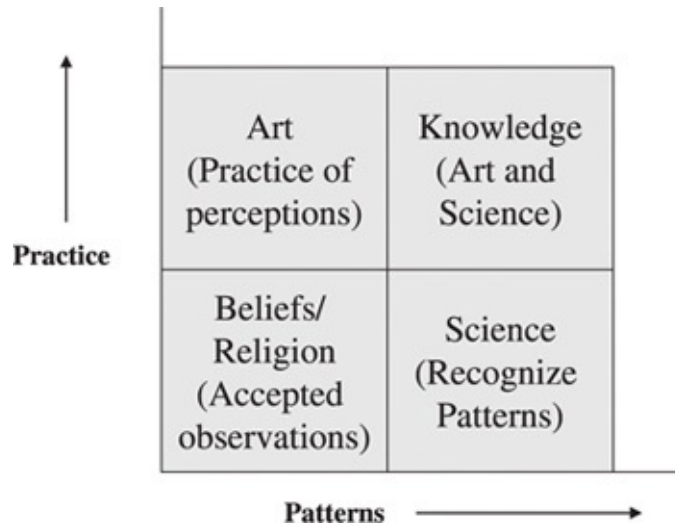 Art
(Practice of
perceptions)
Knowledge
(Art and
Science)
Practice
Beliefs/
Religion
(Accepted
observations)
Science
(Recognize
Patterns)
Patterns